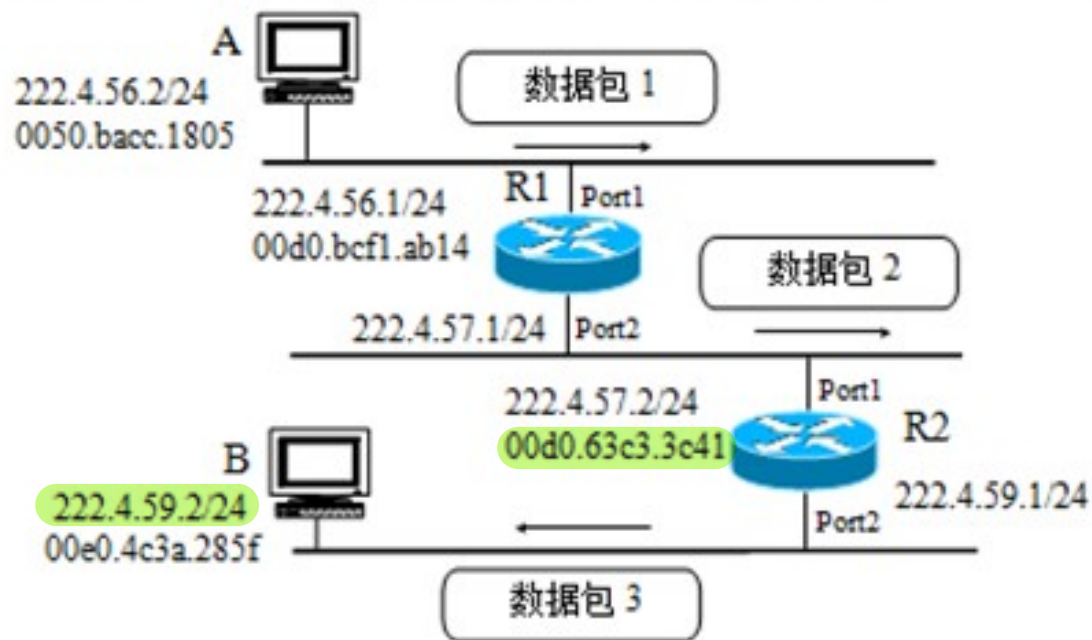 A
222.4.56.2/24
0050.bacc.1805
数据包 1
R1 Port1
222.4.56.1/24
00d0.bcf1.ab14
数据包 2
222.4.57.1/24 Port2
Port1
222.4.57.2/24
00d0.63c3.3c41
R2
B
222.4.59.2/24
00e0.4c3a.285f
222.4.59.1/24
Port2
数据包 3